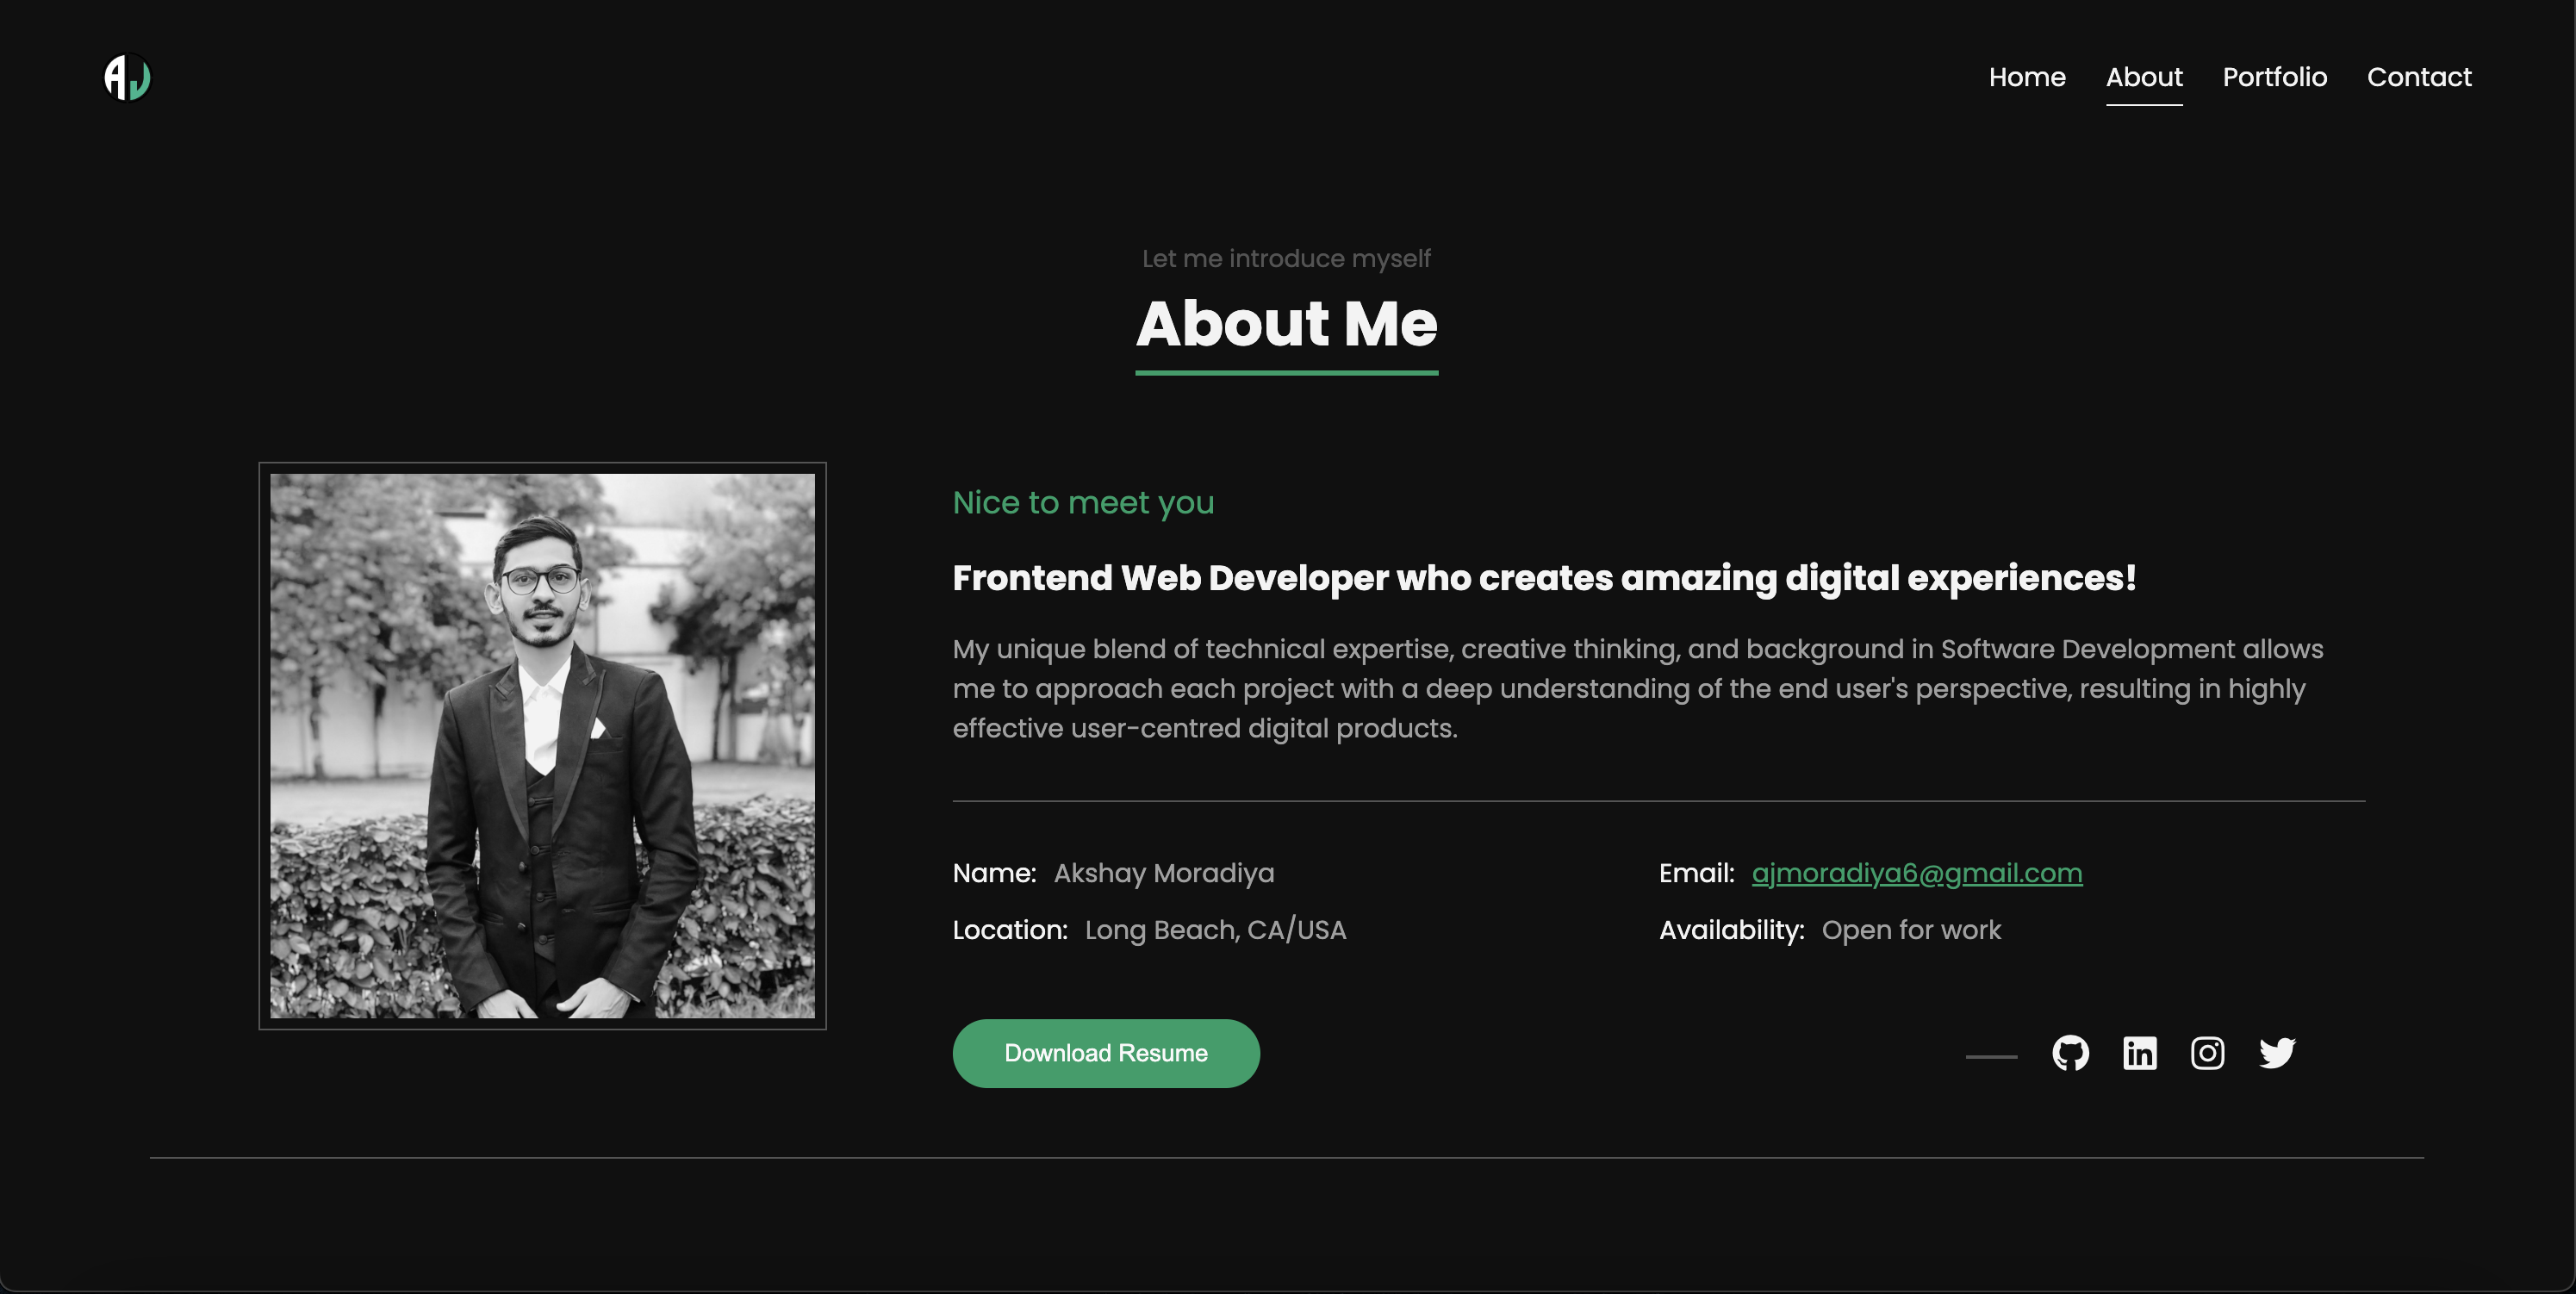 AJ
Home About Portfolio Contact
Let me introduce myself
About Me
Nice to meet you
Frontend Web Developer who creates amazing digital experiences!
My unique blend of technical expertise, creative thinking, and background in Software Development allows
me to approach each project with a deep understanding of the end user's perspective, resulting in highly
effective user-centred digital products.
Name: Akshay Moradiya
Email: ajmoradiya6@gmail.com
Location: Long Beach, CA/USA
Availability: Open for work
Download Resume
in